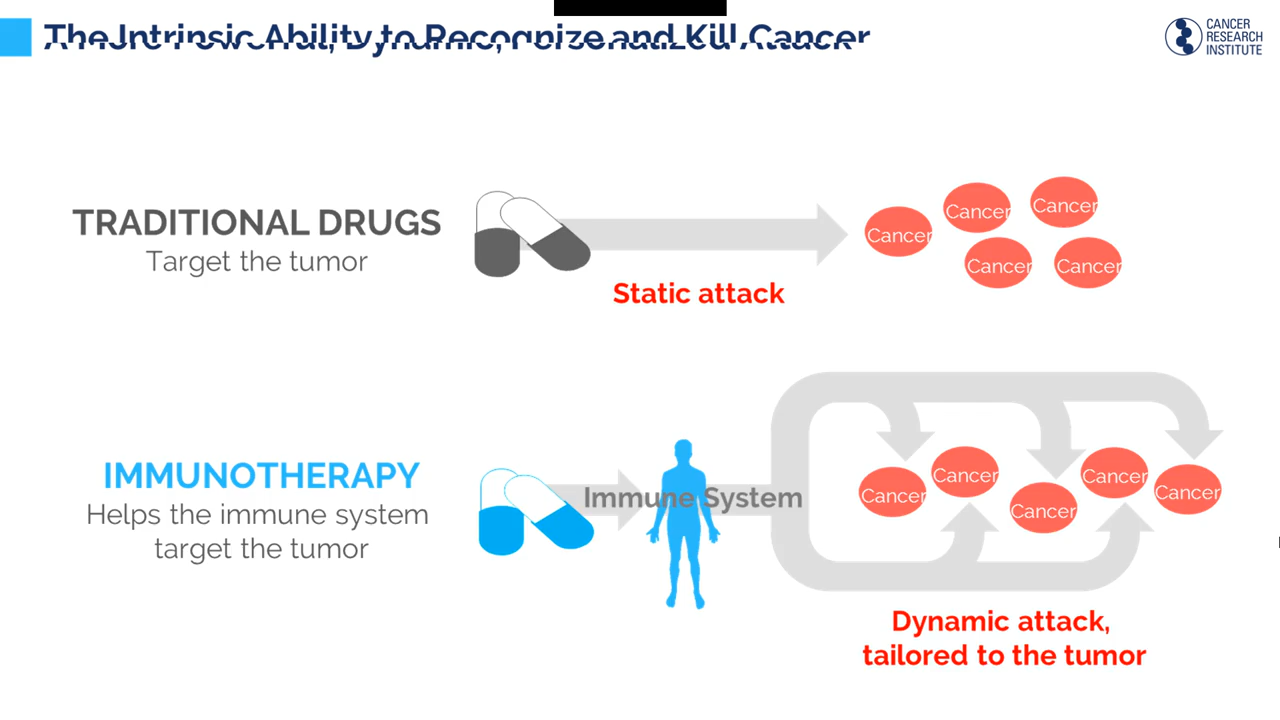 The Intrinsic Ability to Recognize and Kill Cancer
CANCER
RESEARCH
INSTITUTE
TRADITIONAL DRUGS
Target the tumor
Static attack
Cancer
Cancer
Cancer
Cancer
Cancer
IMMUNOTHERAPY
Helps the immune system
target the tumor
Immune System
Cancer
Cancer
Cancer
Cancer
Cancer
Dynamic attack,
tailored to the tumor